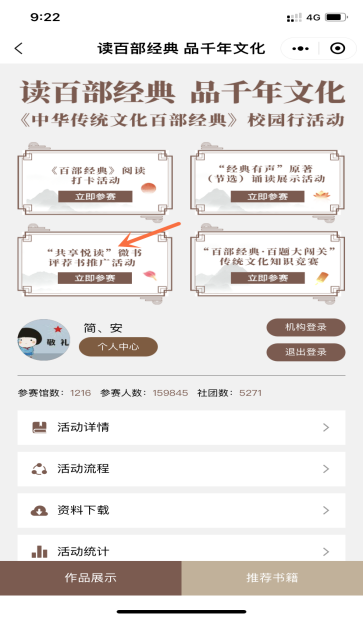 9:22
4G
读百部经典 品千年文化
读百部经典 品千年文化
《中华传统文化百部经典》校园行活动
《百部经典》阅读
打卡活动
立即参赛
“经典有声”原著
(节选)诵读展示活动
立即参赛
“共享悦读”微书
评荐书推广活动
立即参赛
“百部经典·百题大闯关”
传统文化知识竞赛
立即参赛
敬礼
简、安
个人中心
机构登录
退出登录
参赛馆数：1216 参赛人数：159845 社团数：5271
活动详情
活动流程
资料下载
活动统计
作品展示
推荐书籍